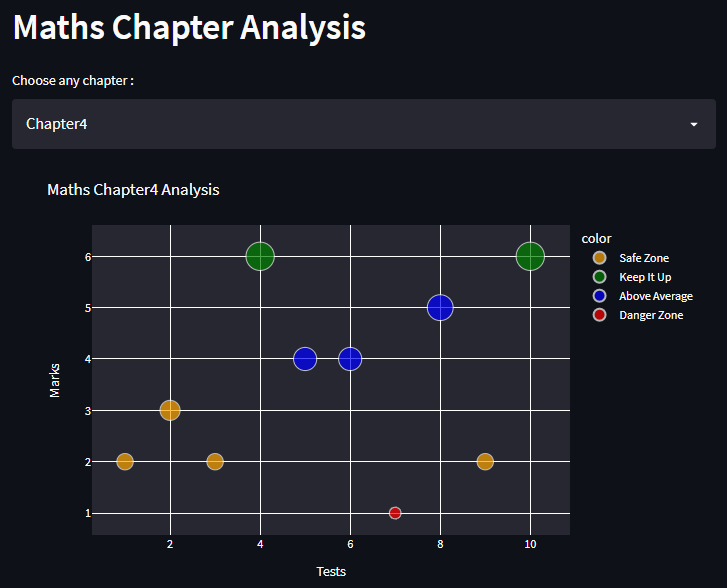 Maths Chapter Analysis
Choose any chapter :
Chapter4
Maths Chapter4 Analysis
color
Safe Zone
Keep It Up
Above Average
Danger Zone
6
5
4
3
2
1
Marks
2 4 6 8 10
Tests